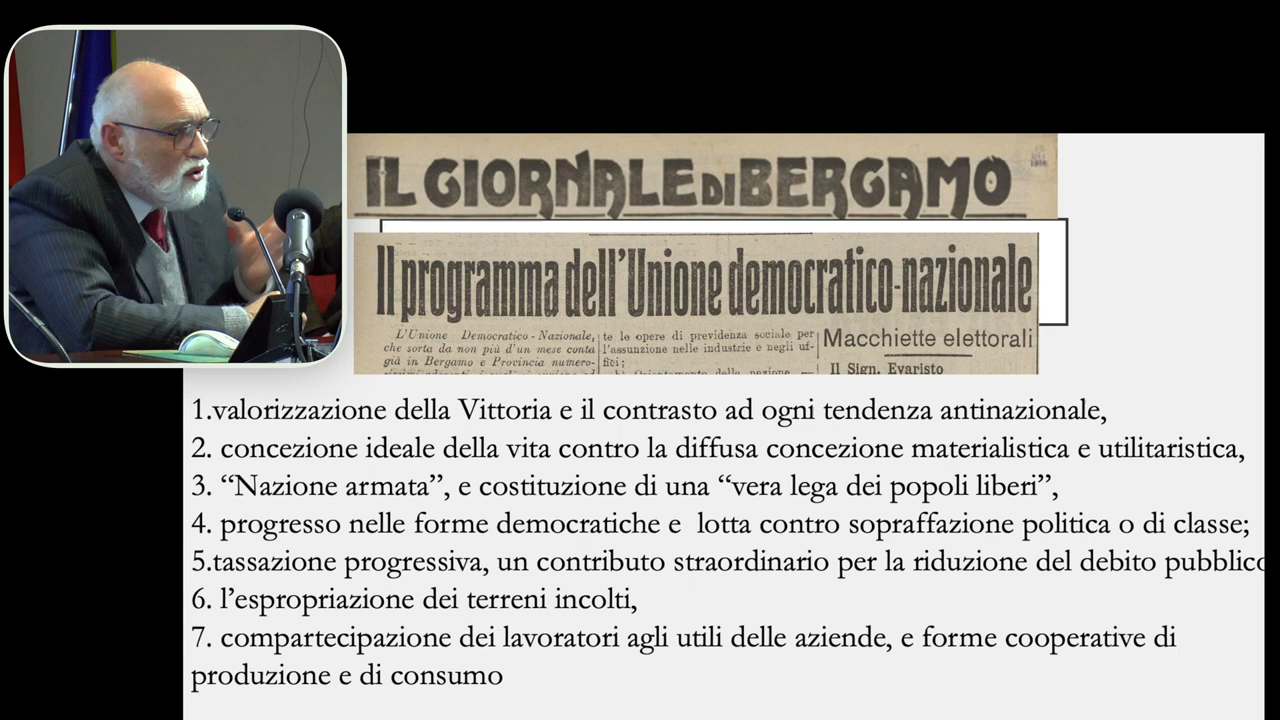 IL GIORNALE DI BERGAMO
Il programma dell'Unione democratico-nazionale
L'Unione Democratico-Nazionale,
che sorta da non più d'un mese conta
già in Bergamo e Provincia numero-
te le opere di previdenza sociale per
l'assunzione nelle industrie e negli uf-
fici;
Macchiette elettorali
Il Sign. Evaristo
1.valorizzazione della Vittoria e il contrasto ad ogni tendenza antinazionale,
2. concezione ideale della vita contro la diffusa concezione materialistica e utilitaristica,
3. “Nazione armata”, e costituzione di una “vera lega dei popoli liberi”,
4. progresso nelle forme democratiche e lotta contro sopraffazione politica o di classe;
5.tassazione progressiva, un contributo straordinario per la riduzione del debito pubblico
6. l’espropriazione dei terreni incolti,
7. compartecipazione dei lavoratori agli utili delle aziende, e forme cooperative di
produzione e di consumo